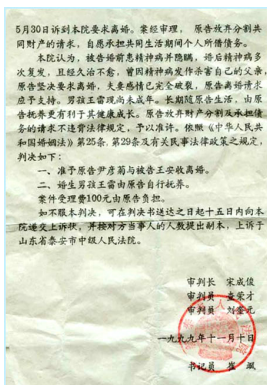 5月30日诉到本院要求离婚。案经审理，原告放弃分割共
同财产的请求，自愿承担共同生活期间个人所借债务。
本院认为，被告婚前患精神病并隐瞒，婚后精神病多
次复发，且经久治不愈，曾因精神病发作杀害自己的父亲，
原告坚决要求离婚，夫妻感情已完全破裂，原告离婚请求
应予支持。男孩王雷现尚未成年。长期随原告生活，由原
告抚养更有利于其健康成长。原告放弃财产分割及承担债
务的请求不违背法律规定，予以准许。依照《中华人民共
和国婚姻法》第25条、第29条及有关民事法律政策之规定，
判决如下：
一、准予原告尹彦菊与被告王安收离婚。
二、婚生男孩王雷由原告自行抚养。
案件受理费100元由原告负担。
如不服本判决，可在判决书送达之日起十五日内向本
院递交上诉状，并按对方当事人的人数提出副本，上诉于
山东省泰安市中级人民法院。
审判长 宋成俊
审判员 董荣才
审判员 刘奎元
一九九九年十一月十日
书记员 崔 佩